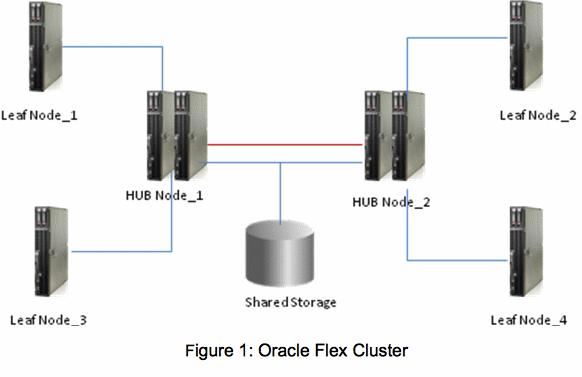 Leaf Node_1
Leaf Node_2
HUB Node_1
HUB Node_2
Shared Storage
Leaf Node_3
Leaf Node_4
Figure 1: Oracle Flex Cluster